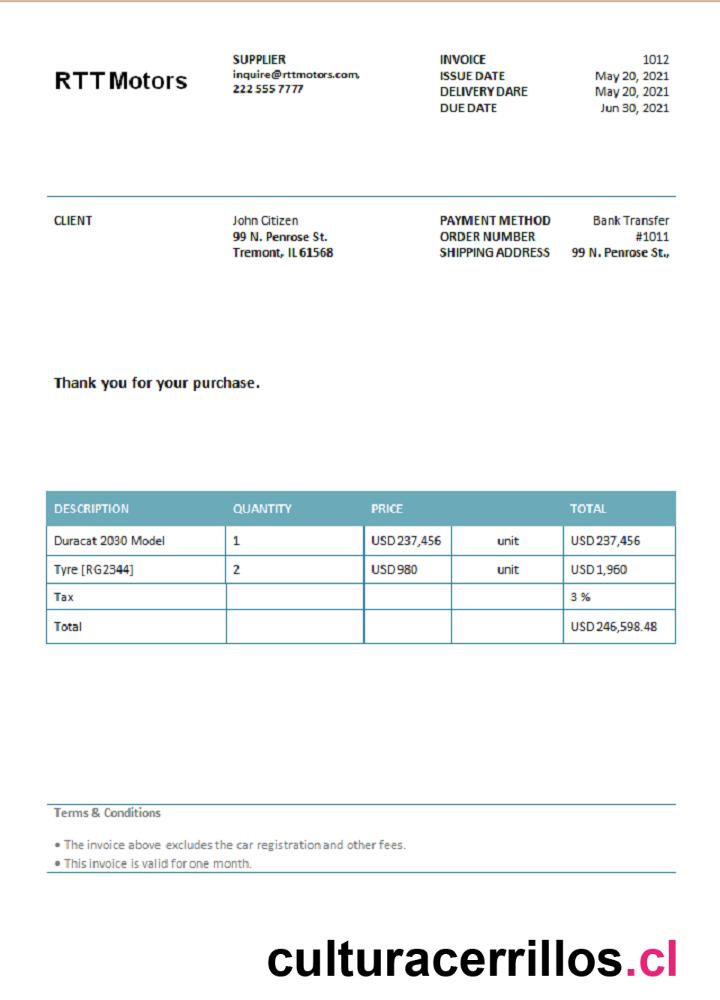 RTT Motors
SUPPLIER
inquire@rttmotors.com,
222 555 7777
INVOICE 1012
ISSUE DATE May 20, 2021
DELIVERY DARE May 20, 2021
DUE DATE Jun 30, 2021
CLIENT
John Citizen
99 N. Penrose St.
Tremont, IL 61568
PAYMENT METHOD Bank Transfer
ORDER NUMBER #1011
SHIPPING ADDRESS 99 N. Penrose St.,
Thank you for your purchase.
DESCRIPTION QUANTITY PRICE TOTAL
Duracat 2030 Model 1 USD 237,456 unit USD 237,456
Tyre [RG2344] 2 USD 980 unit USD 1,960
Tax 3 %
Total USD 246,598.48
Terms & Conditions
• The invoice above excludes the car registration and other fees.
• This invoice is valid for one month.
culturacerrillos.cl